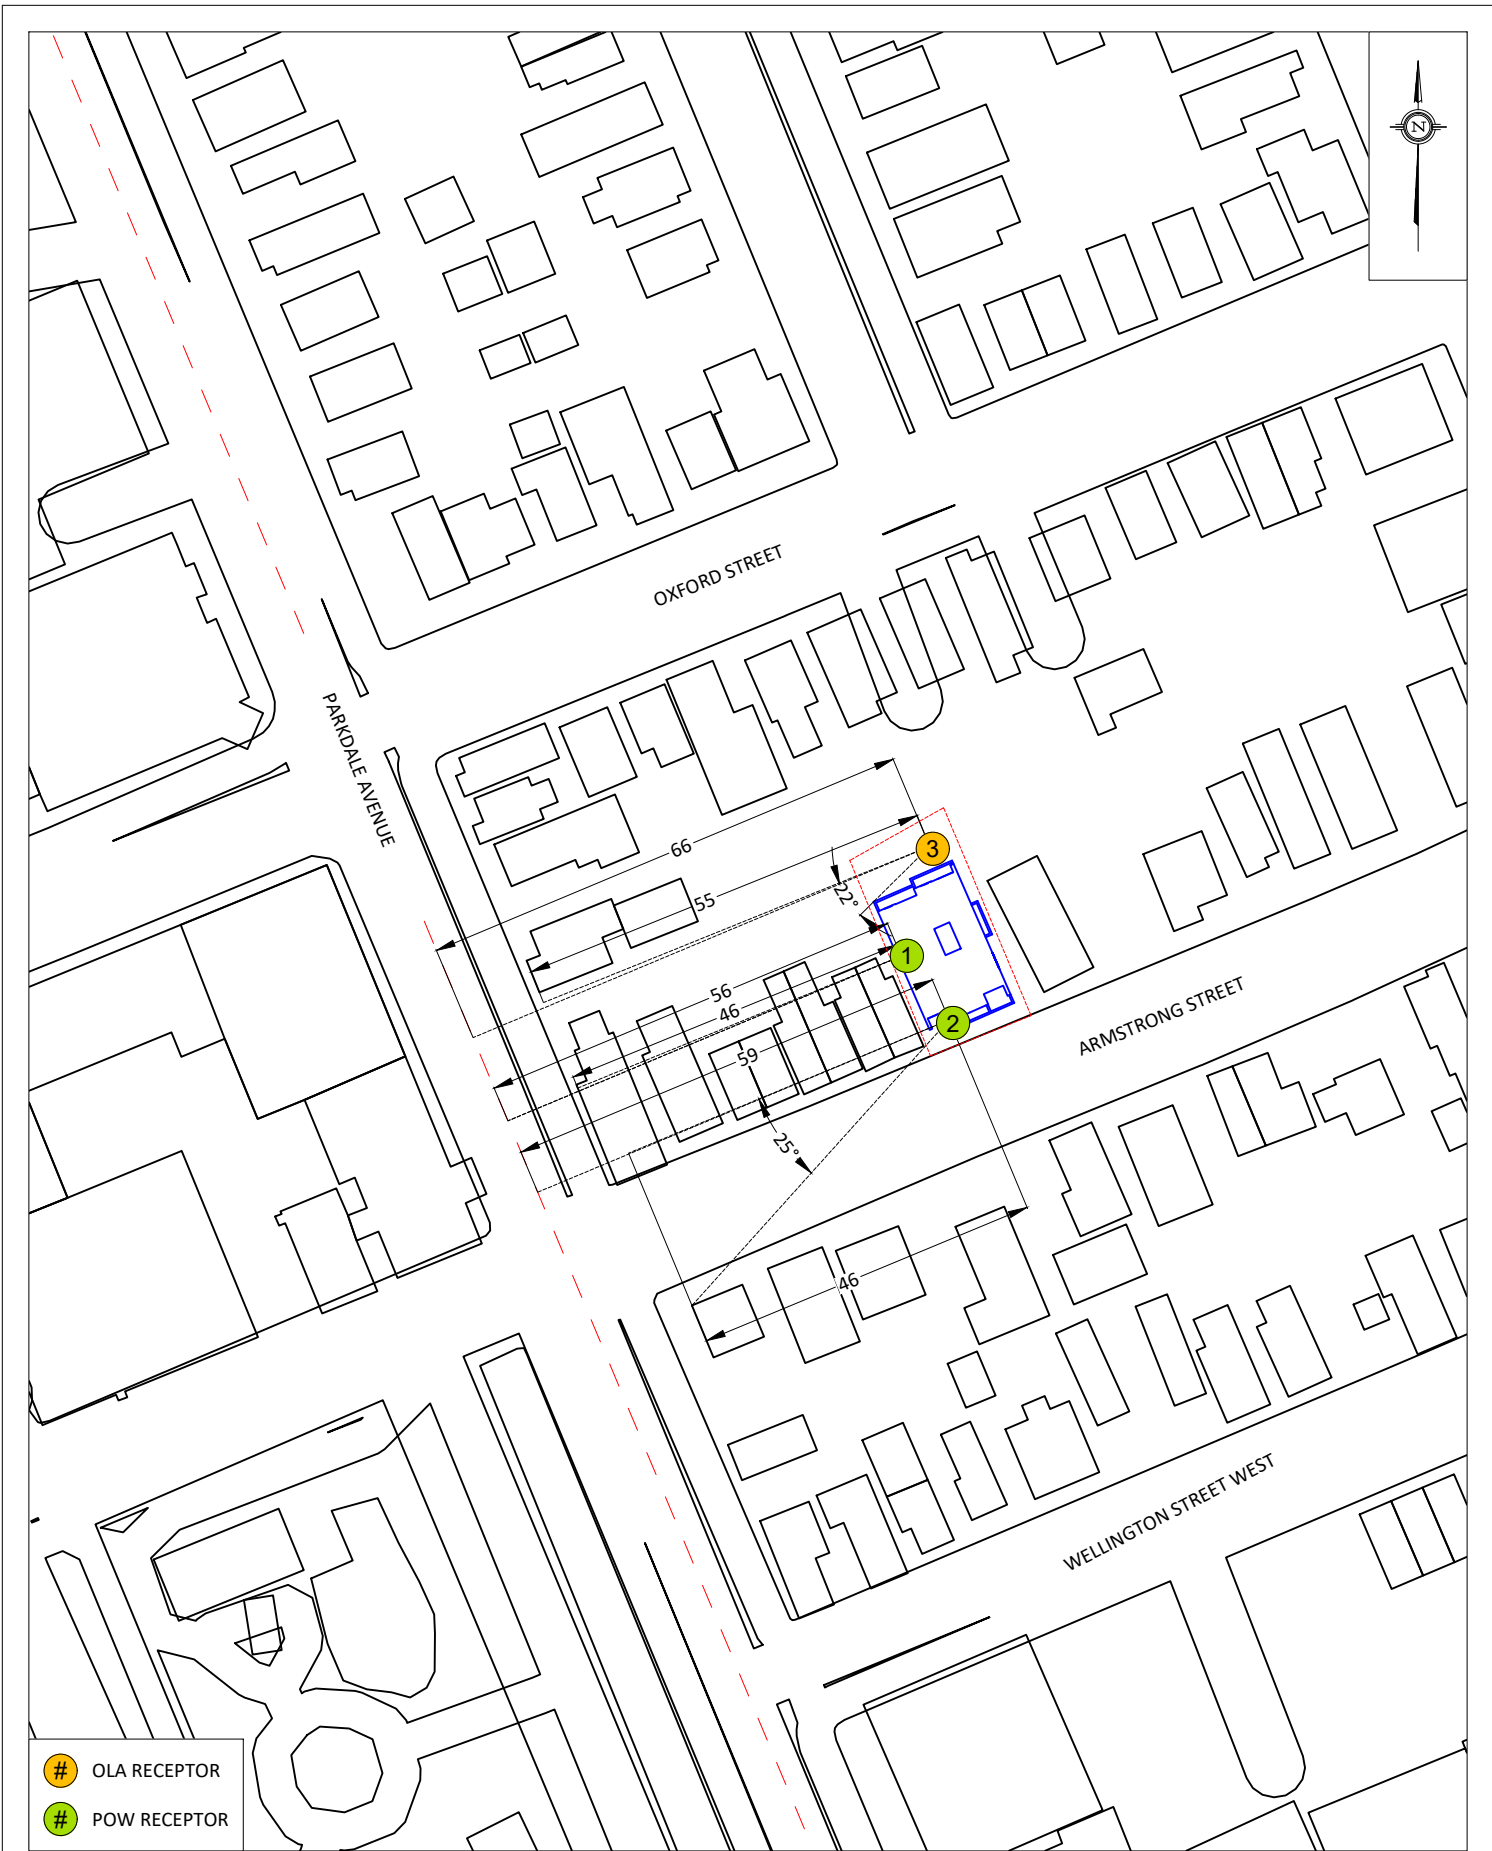 N
OXFORD STREET
PARKDALE AVENUE
66
3
55
22°
1
56
46
2
59
ARMSTRONG STREET
25°
46
WELLINGTON STREET WEST
# OLA RECEPTOR
# POW RECEPTOR